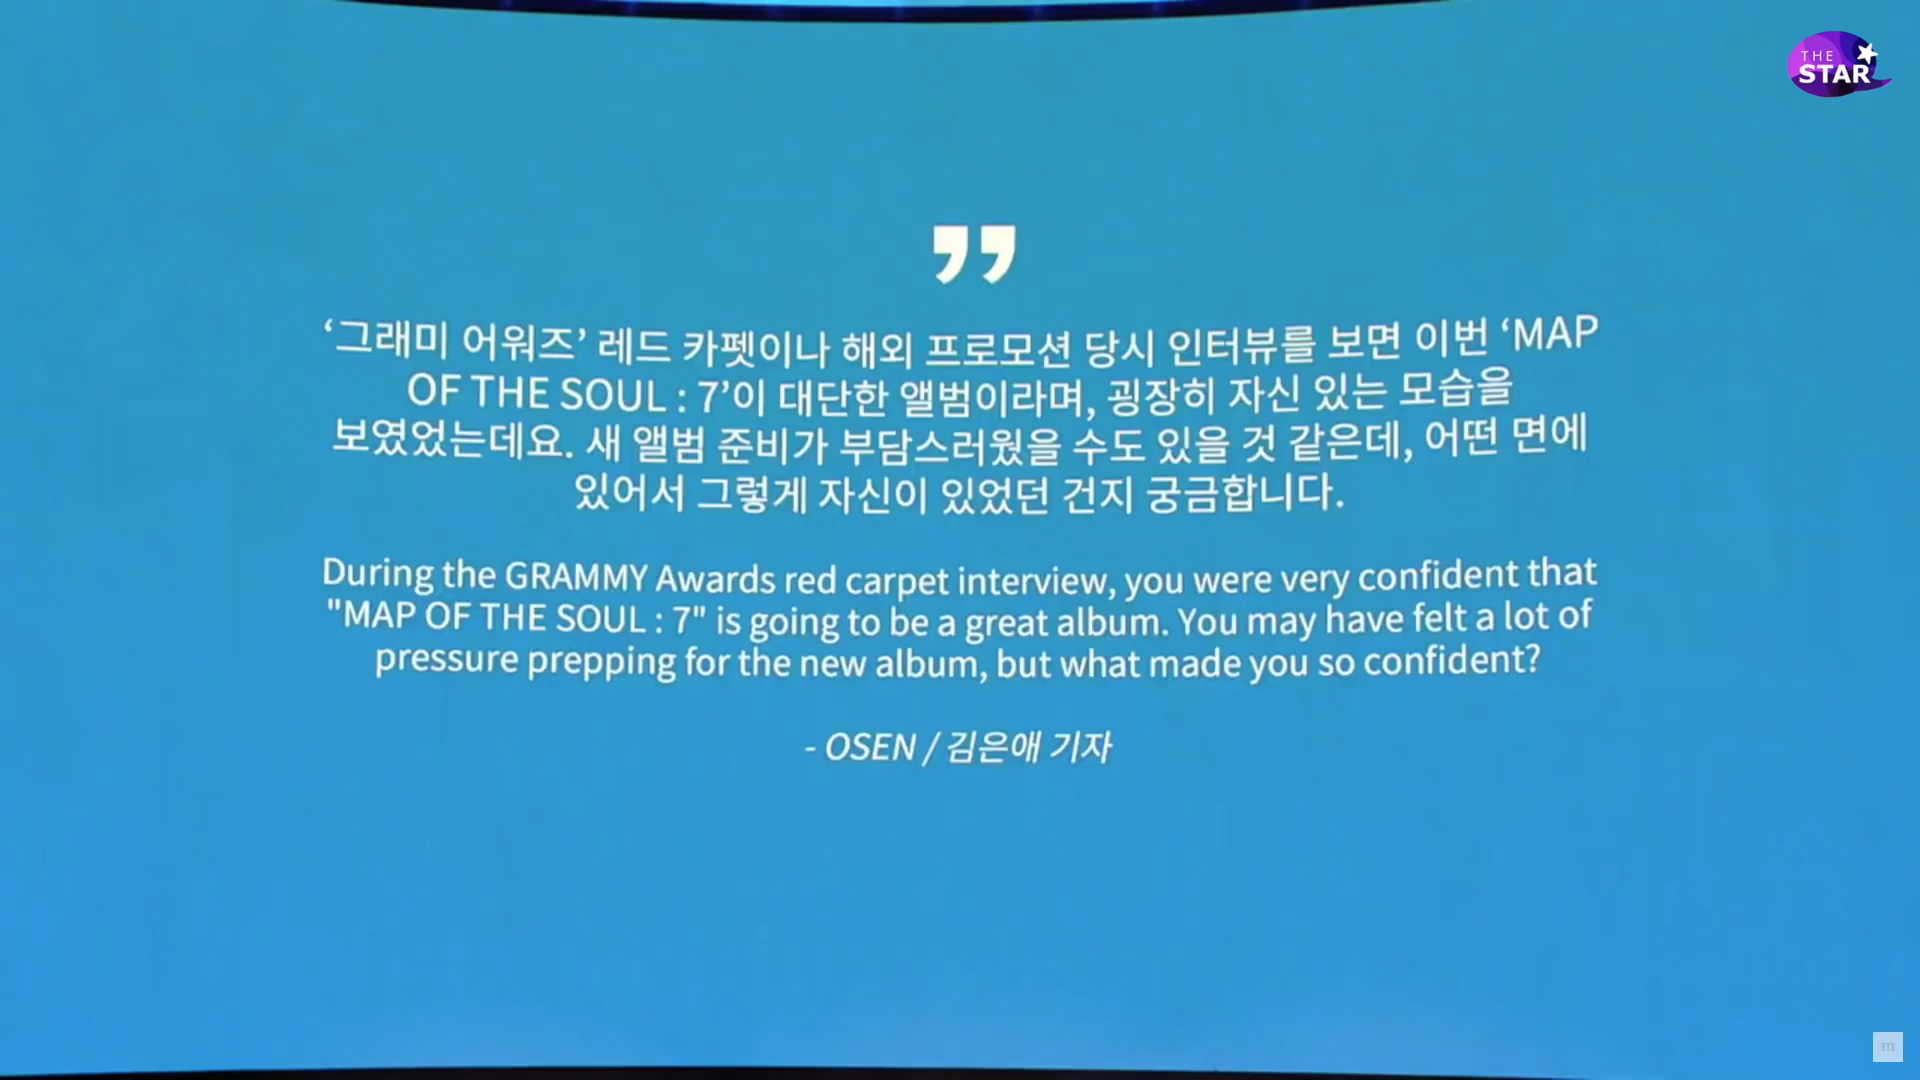 THE
STAR
‘그래미 어워즈’ 레드 카펫이나 해외 프로모션 당시 인터뷰를 보면 이번 ‘MAP
OF THE SOUL : 7’이 대단한 앨범이라며, 굉장히 자신 있는 모습을
보였었는데요. 새 앨범 준비가 부담스러웠을 수도 있을 것 같은데, 어떤 면에
있어서 그렇게 자신이 있었던 건지 궁금합니다.
During the GRAMMY Awards red carpet interview, you were very confident that
"MAP OF THE SOUL : 7" is going to be a great album. You may have felt a lot of
pressure prepping for the new album, but what made you so confident?
- OSEN / 김은애 기자
m